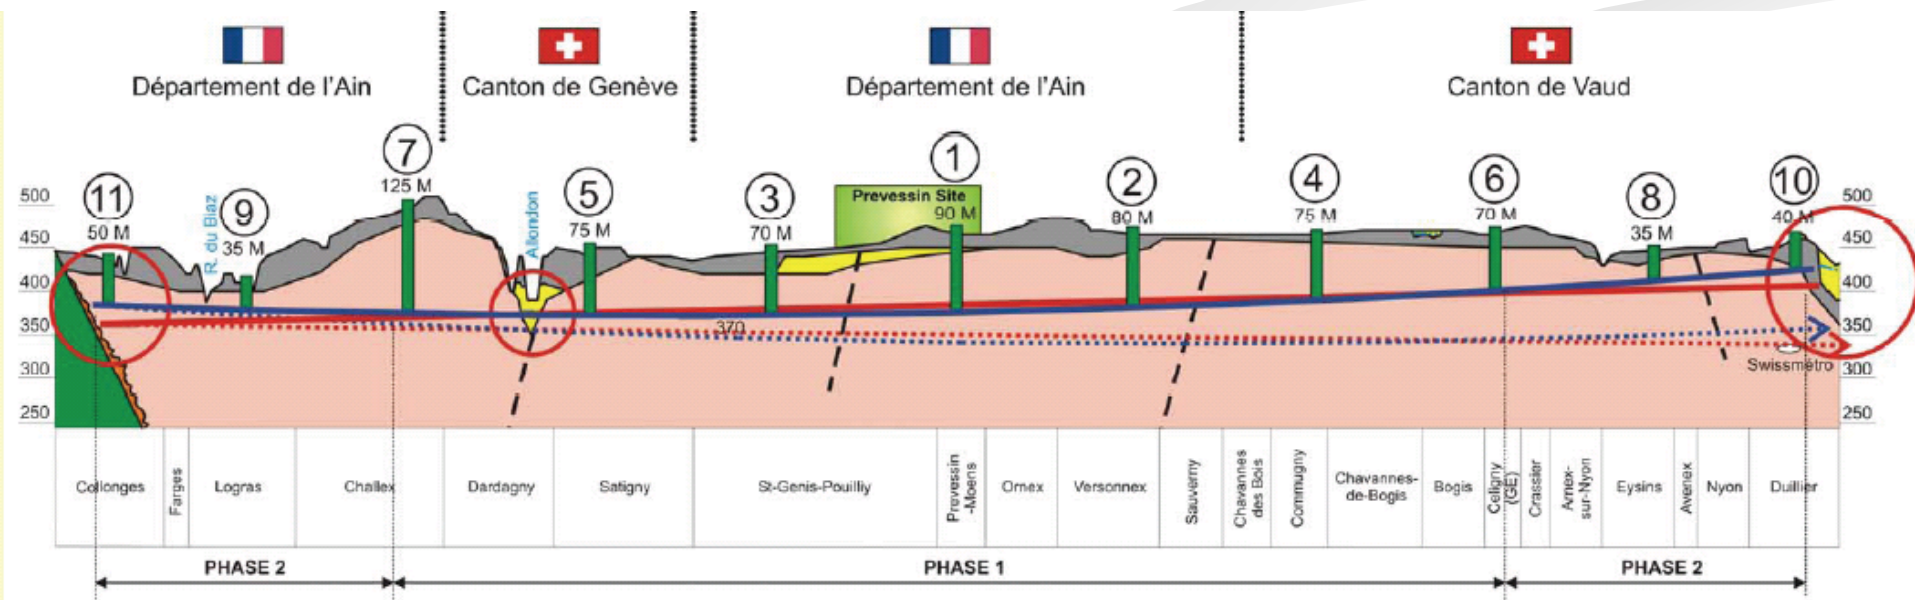 Département de l'Ain
Canton de Genève
Département de l'Ain
Canton de Vaud
11
50 M
R. du Biaz
9
35 M
7
125 M
Allondon
5
75 M
3
70 M
Prevessin Site
1
90 M
2
80 M
4
75 M
6
70 M
8
35 M
10
40 M
500
450
400
350
300
250
500
450
400
350
300
250
370
Swissmétro
Collonges
Farges
Logras
Challex
Dardagny
Satigny
St-Genis-Pouilliy
Prevessin
-Moens
Ornex
Versonnex
Sauverny
Chavannes
des Bois
Commugny
Chavannes-
de-Bogis
Bogis
Celigny
(GE)
Crassier
Arnex-
sur-Nyon
Eysins
Avenex
Nyon
Duillier
PHASE 2
PHASE 1
PHASE 2